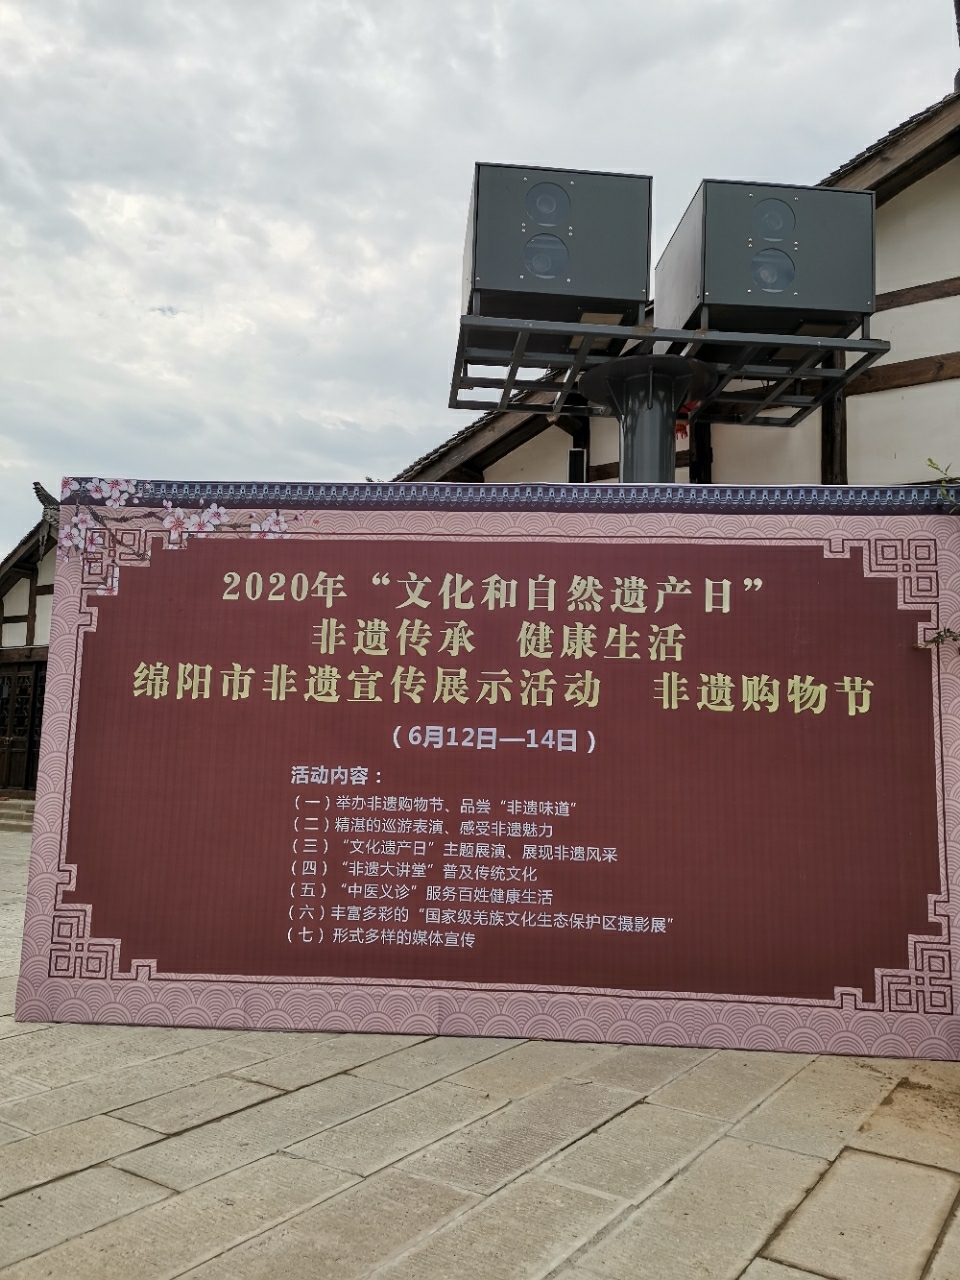 2020年“文化和自然遗产日”
非遗传承 健康生活
绵阳市非遗宣传展示活动 非遗购物节
（6月12日—14日）
活动内容：
（一）举办非遗购物节、品尝“非遗味道”
（二）精湛的巡游表演、感受非遗魅力
（三）“文化遗产日”主题展演、展现非遗风采
（四）“非遗大讲堂”普及传统文化
（五）“中医义诊”服务百姓健康生活
（六）丰富多彩的“国家级羌族文化生态保护区摄影展”
（七）形式多样的媒体宣传